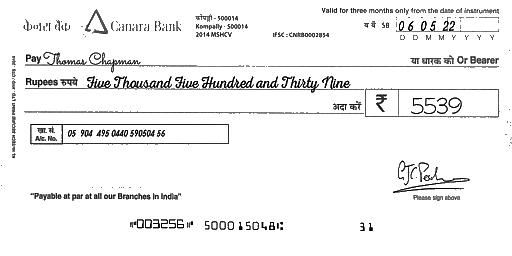 केनरा बैंक Canara Bank
कोंपल्ली - 500014
Kompally - 500014
2014 MSHCV
IFSC : CNRB0002854
Valid for three months only from the date of instrument
SB 06 05 22
D D M M Y Y Y Y
Pay Thomas Chapman या धारक को Or Bearer
Rupees रुपये Five Thousand Five Hundred and Thirty Nine
अदा करें ₹ 5539
खा. सं.
A/c. No. 05 904 495 0440 590504 56
Please sign above
"Payable at par at all our Branches in India"
⑈003256⑈ 500015048⑆ 31